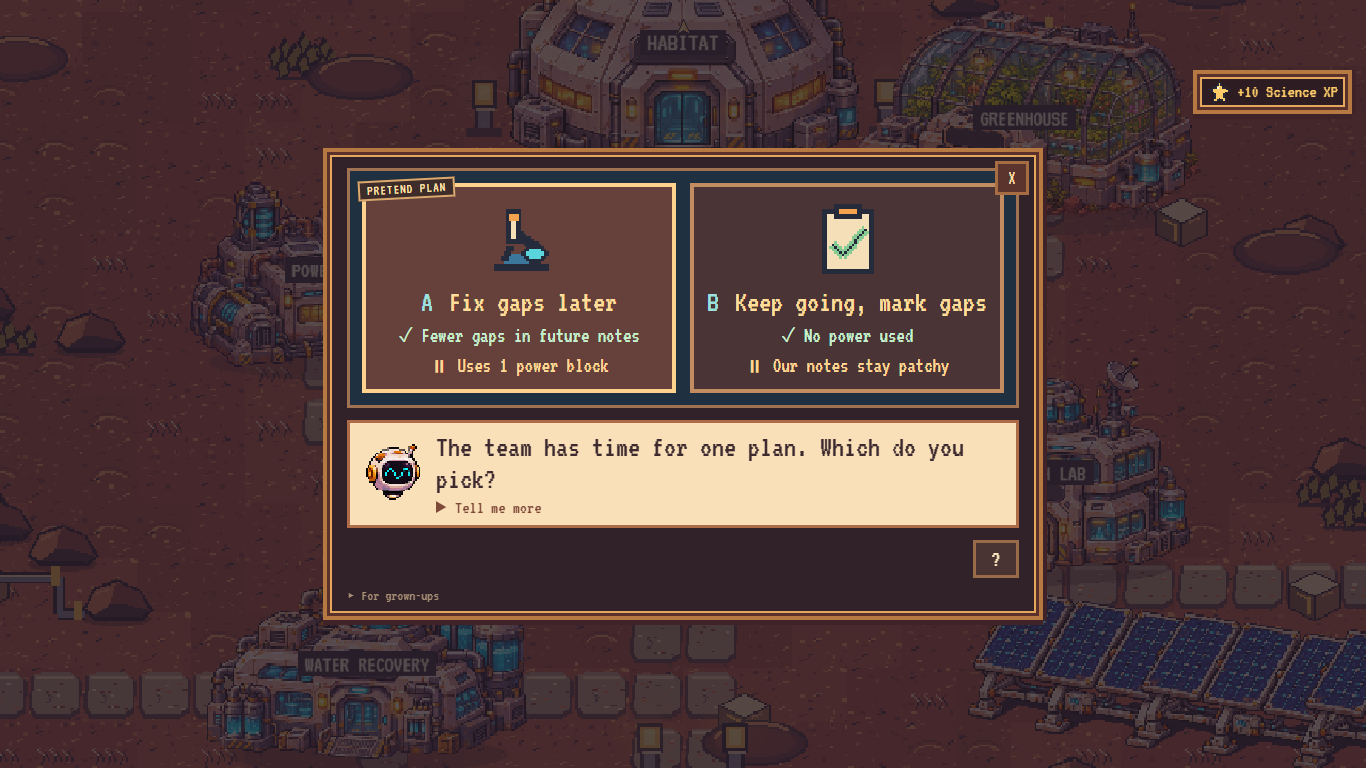 HABITAT
GREENHOUSE
+10 Science XP
PRETEND PLAN
X
A Fix gaps later
✓ Fewer gaps in future notes
Uses 1 power block
B Keep going, mark gaps
✓ No power used
Our notes stay patchy
POWE
The team has time for one plan. Which do you
pick?
▶ Tell me more
LAB
?
▸ For grown-ups
WATER RECOVERY